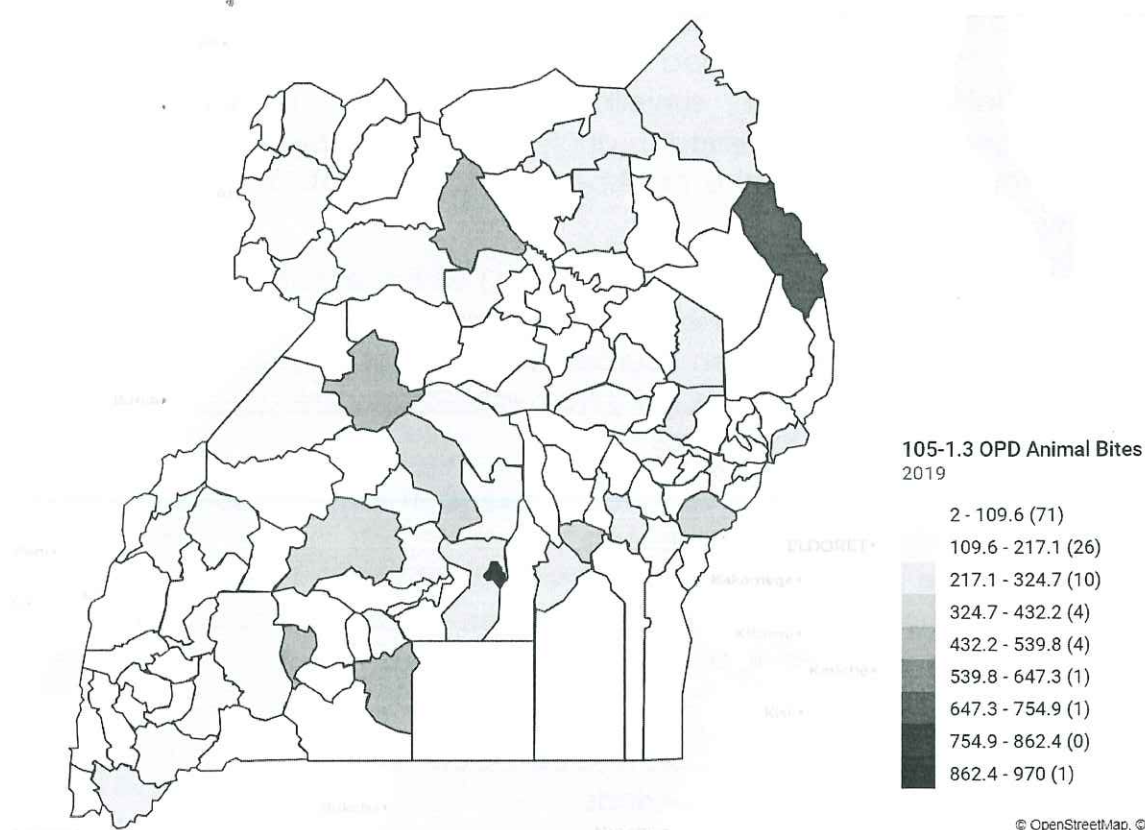 105-1.3 OPD Animal Bites
2019
2 - 109.6 (71)
109.6 - 217.1 (26)
217.1 - 324.7 (10)
324.7 - 432.2 (4)
432.2 - 539.8 (4)
539.8 - 647.3 (1)
647.3 - 754.9 (1)
754.9 - 862.4 (0)
862.4 - 970 (1)
© OpenStreetMap, ©
ELDORET